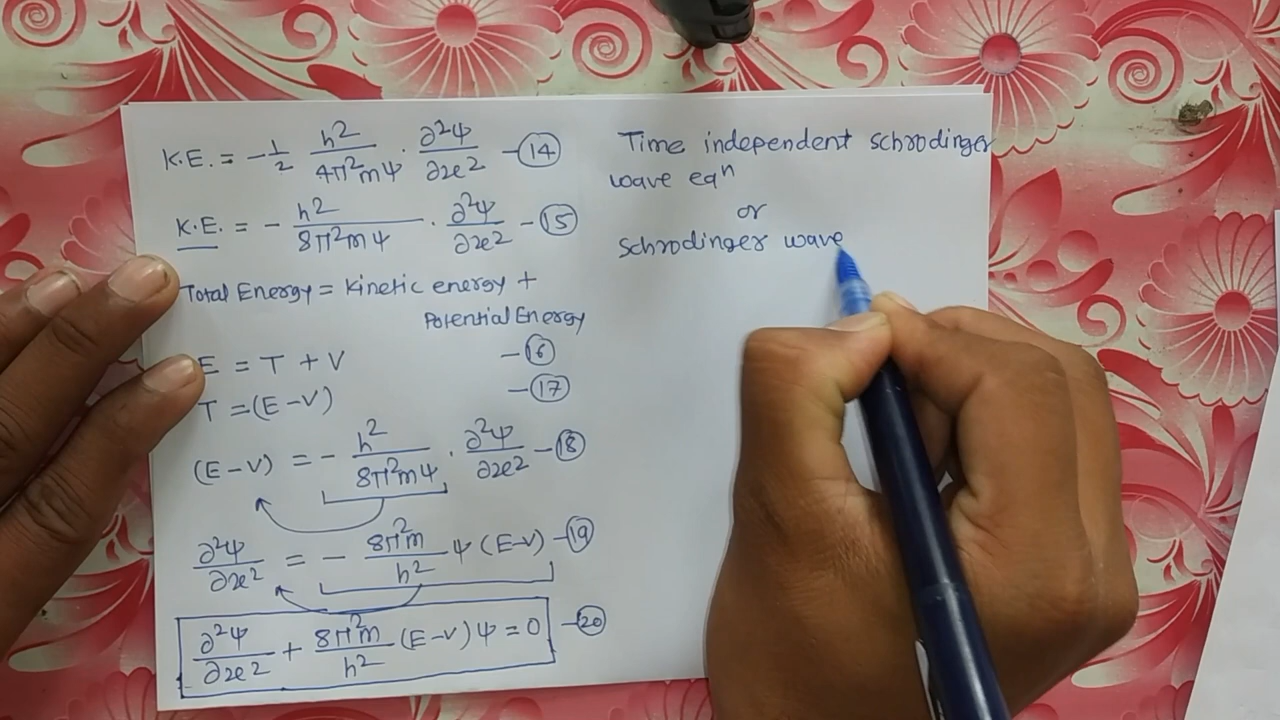 K.E. = -1/2 h²/4π²mψ · ∂²ψ/∂x² -(14)
K.E. = - h²/8π²mψ · ∂²ψ/∂x² -(15)
Total Energy = Kinetic energy +
Potential Energy
E = T + V -(16)
T = (E-V) -(17)
(E-V) = - h²/8π²mψ · ∂²ψ/∂x² -(18)
∂²ψ/∂x² = - 8π²m/h² ψ (E-V) -(19)
∂²ψ/∂x² + 8π²m/h² (E-V) ψ = 0 -(20)
Time independent schrodinger
wave eqⁿ
or
Schrodinger wave